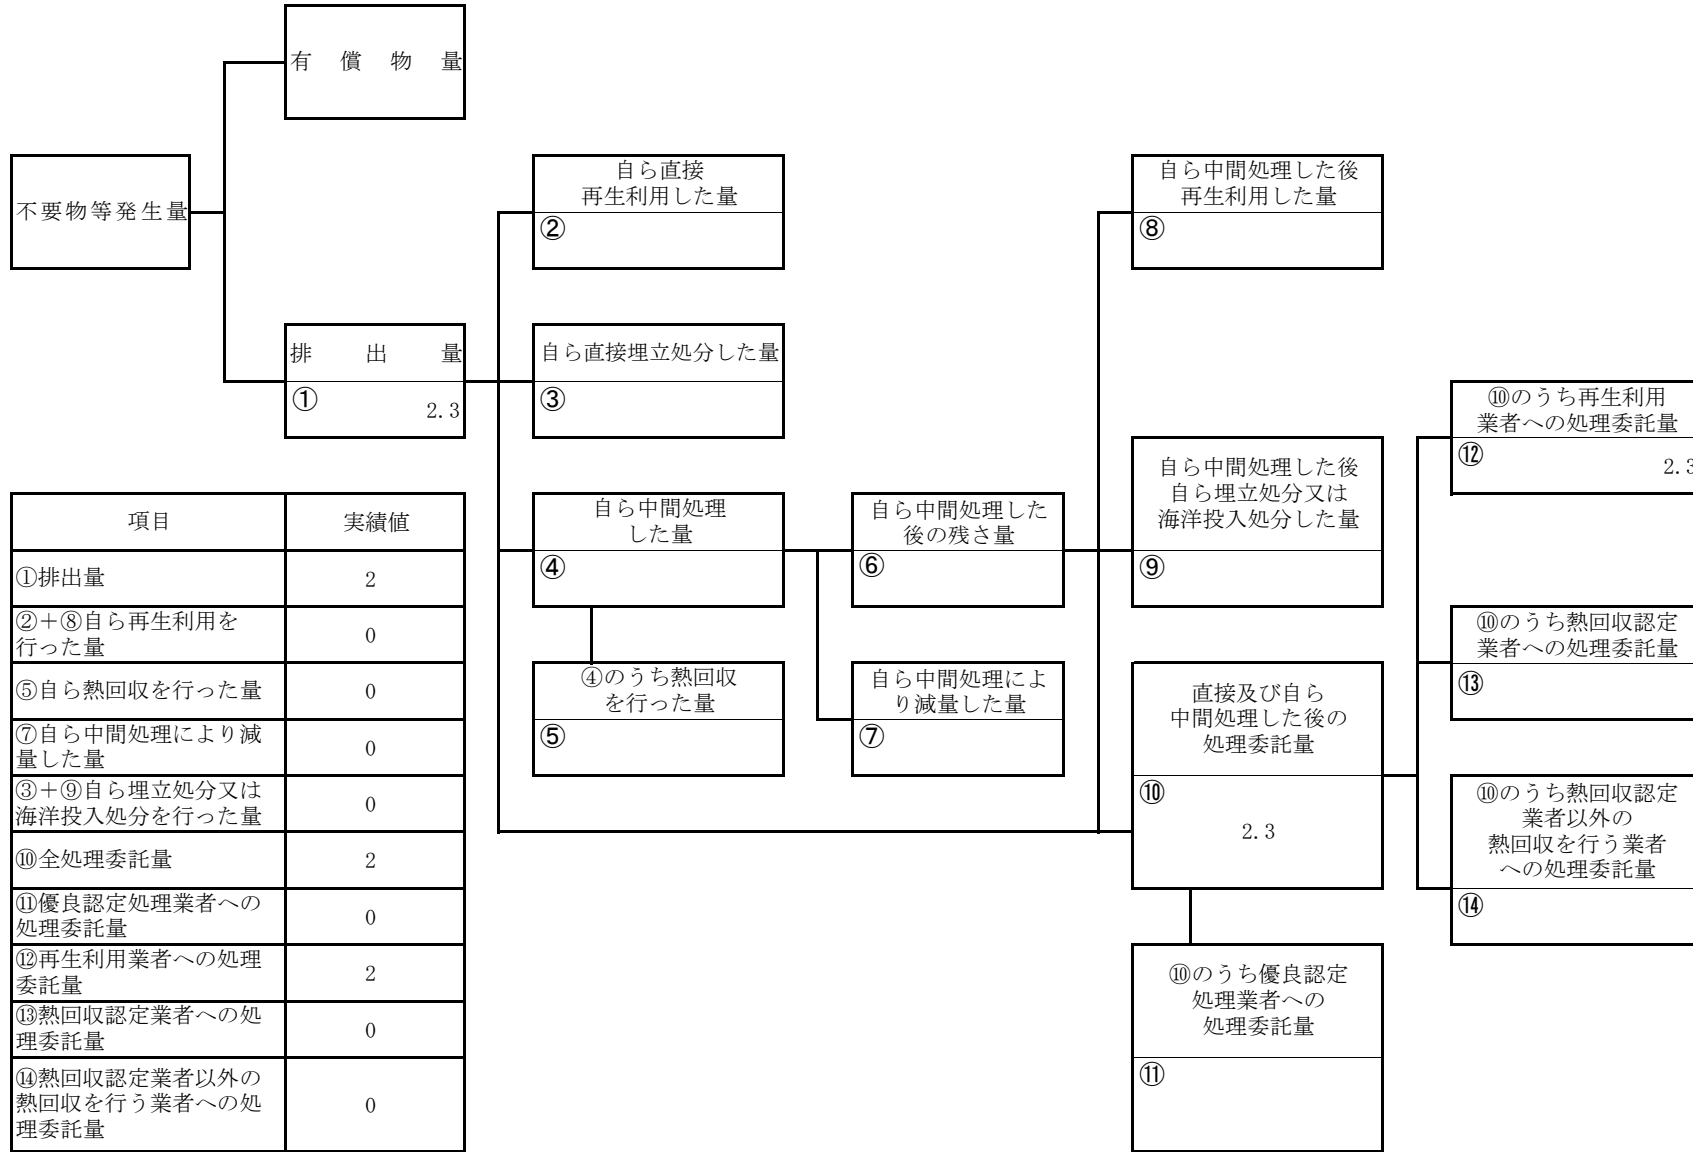 有償物量
不要物等発生量
排出量
①
2.3
自ら直接
再生利用した量
②
自ら直接埋立処分した量
③
自ら中間処理
した量
④
④のうち熱回収
を行った量
⑤
自ら中間処理した
後の残さ量
⑥
自ら中間処理によ
り減量した量
⑦
自ら中間処理した後
再生利用した量
⑧
自ら中間処理した後
自ら埋立処分又は
海洋投入処分した量
⑨
直接及び自ら
中間処理した後の
処理委託量
⑩
2.3
⑩のうち優良認定
処理業者への
処理委託量
⑪
⑩のうち再生利用
業者への処理委託量
⑫
2.3
⑩のうち熱回収認定
業者への処理委託量
⑬
⑩のうち熱回収認定
業者以外の
熱回収を行う業者
への処理委託量
⑭
項目 実績値
①排出量 2
②＋⑧自ら再生利用を
行った量 0
⑤自ら熱回収を行った量 0
⑦自ら中間処理により減
量した量 0
③＋⑨自ら埋立処分又は
海洋投入処分を行った量 0
⑩全処理委託量 2
⑪優良認定処理業者への
処理委託量 0
⑫再生利用業者への処理
委託量 2
⑬熱回収認定業者への処
理委託量 0
⑭熱回収認定業者以外の
熱回収を行う業者への処
理委託量 0